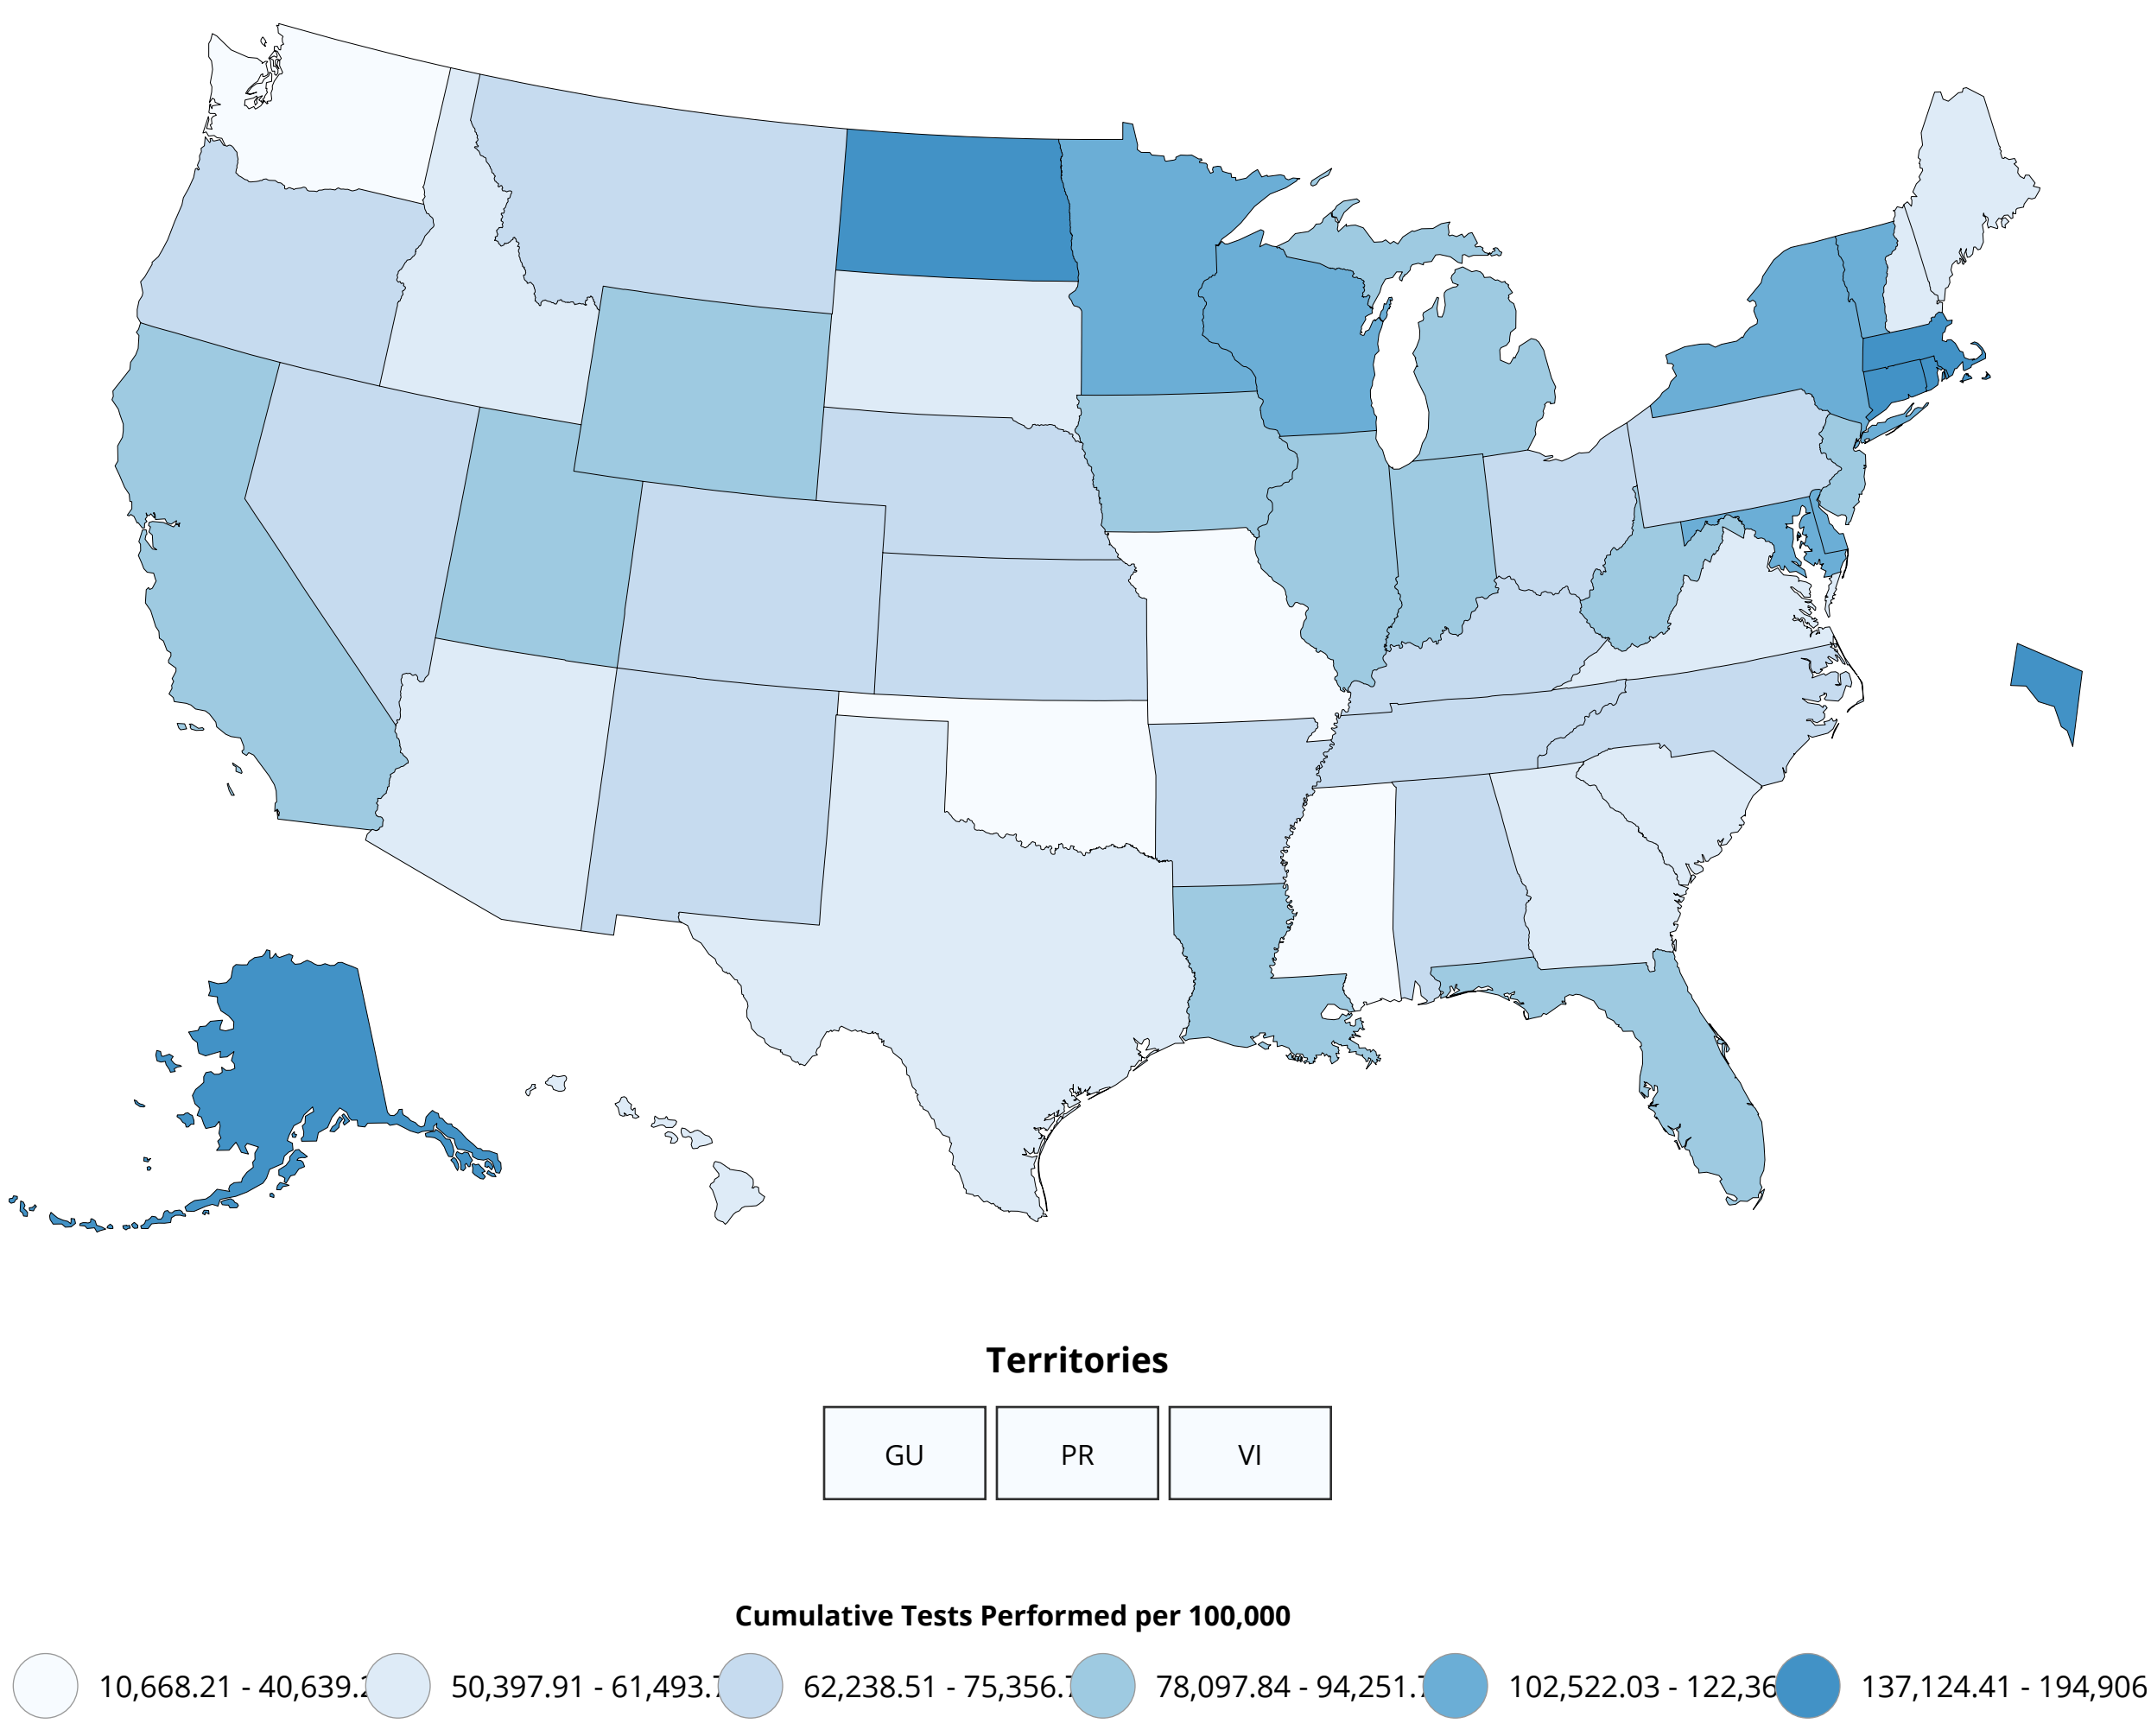 Territories
GU PR VI
Cumulative Tests Performed per 100,000
10,668.21 - 40,639. 50,397.91 - 61,493. 62,238.51 - 75,356. 78,097.84 - 94,251. 102,522.03 - 122,36 137,124.41 - 194,906